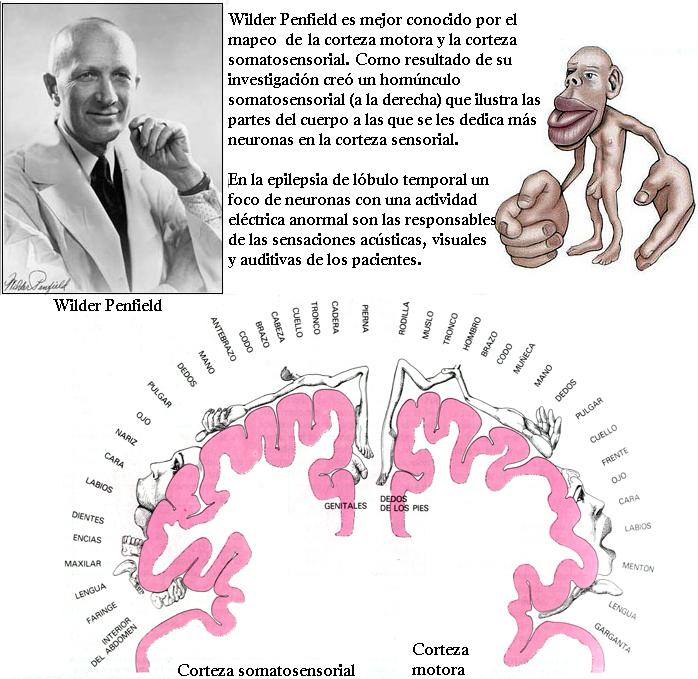 Wilder Penfield es mejor conocido por el
mapeo de la corteza motora y la corteza
somatosensorial. Como resultado de su
investigación creó un homúnculo
somatosensorial (a la derecha) que ilustra las
partes del cuerpo a las que se les dedica más
neuronas en la corteza sensorial.
En la epilepsia de lóbulo temporal un
foco de neuronas con una actividad
eléctrica anormal son las responsables
de las sensaciones acústicas, visuales
y auditivas de los pacientes.
Wilder Penfield
Wilder Penfield
PIERNA
CADERA
TRONCO
CUELLO
CABEZA
BRAZO
CODO
ANTEBRAZO
MANO
DEDOS
PULGAR
OJO
NARIZ
CARA
LABIOS
DIENTES
ENCIAS
MAXILAR
LENGUA
FARINGE
INTERIOR
DEL ABDOMEN
GENITALES
RODILLA
MUSLO
TRONCO
HOMBRO
BRAZO
CODO
MUÑECA
MANO
DEDOS
PULGAR
CUELLO
FRENTE
OJO
CARA
LABIOS
MENTÓN
LENGUA
GARGANTA
DEDOS
DE LOS PIES
Corteza somatosensorial
Corteza
motora